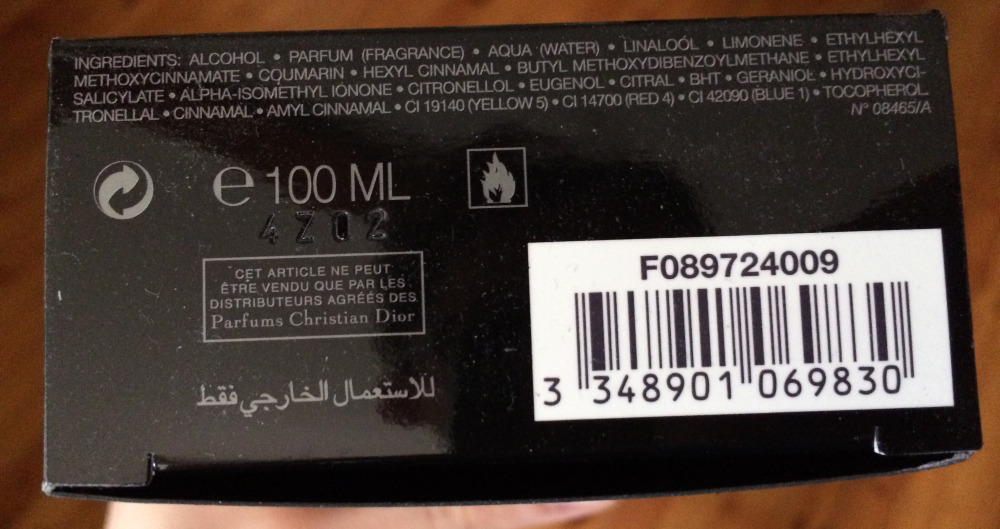 INGREDIENTS: ALCOHOL • PARFUM (FRAGRANCE) • AQUA (WATER) • LINALOOL • LIMONENE • ETHYLHEXYL
METHOXYCINNAMATE • COUMARIN • HEXYL CINNAMAL • BUTYL METHOXYDIBENZOYLMETHANE • ETHYLHEXYL
SALICYLATE • ALPHA-ISOMETHYL IONONE • CITRONELLOL • EUGENOL • CITRAL • BHT • GERANIOL • HYDROXYCI-
TRONELLAL • CINNAMAL • AMYL CINNAMAL • CI 19140 (YELLOW 5) • CI 14700 (RED 4) • CI 42090 (BLUE 1) • TOCOPHEROL
N° 08465/A
e 100 ML
4Z02
CET ARTICLE NE PEUT
ÊTRE VENDU QUE PAR LES
DISTRIBUTEURS AGRÉÉS DES
Parfums Christian Dior
للاستعمال الخارجي فقط
F089724009
3 348901 069830